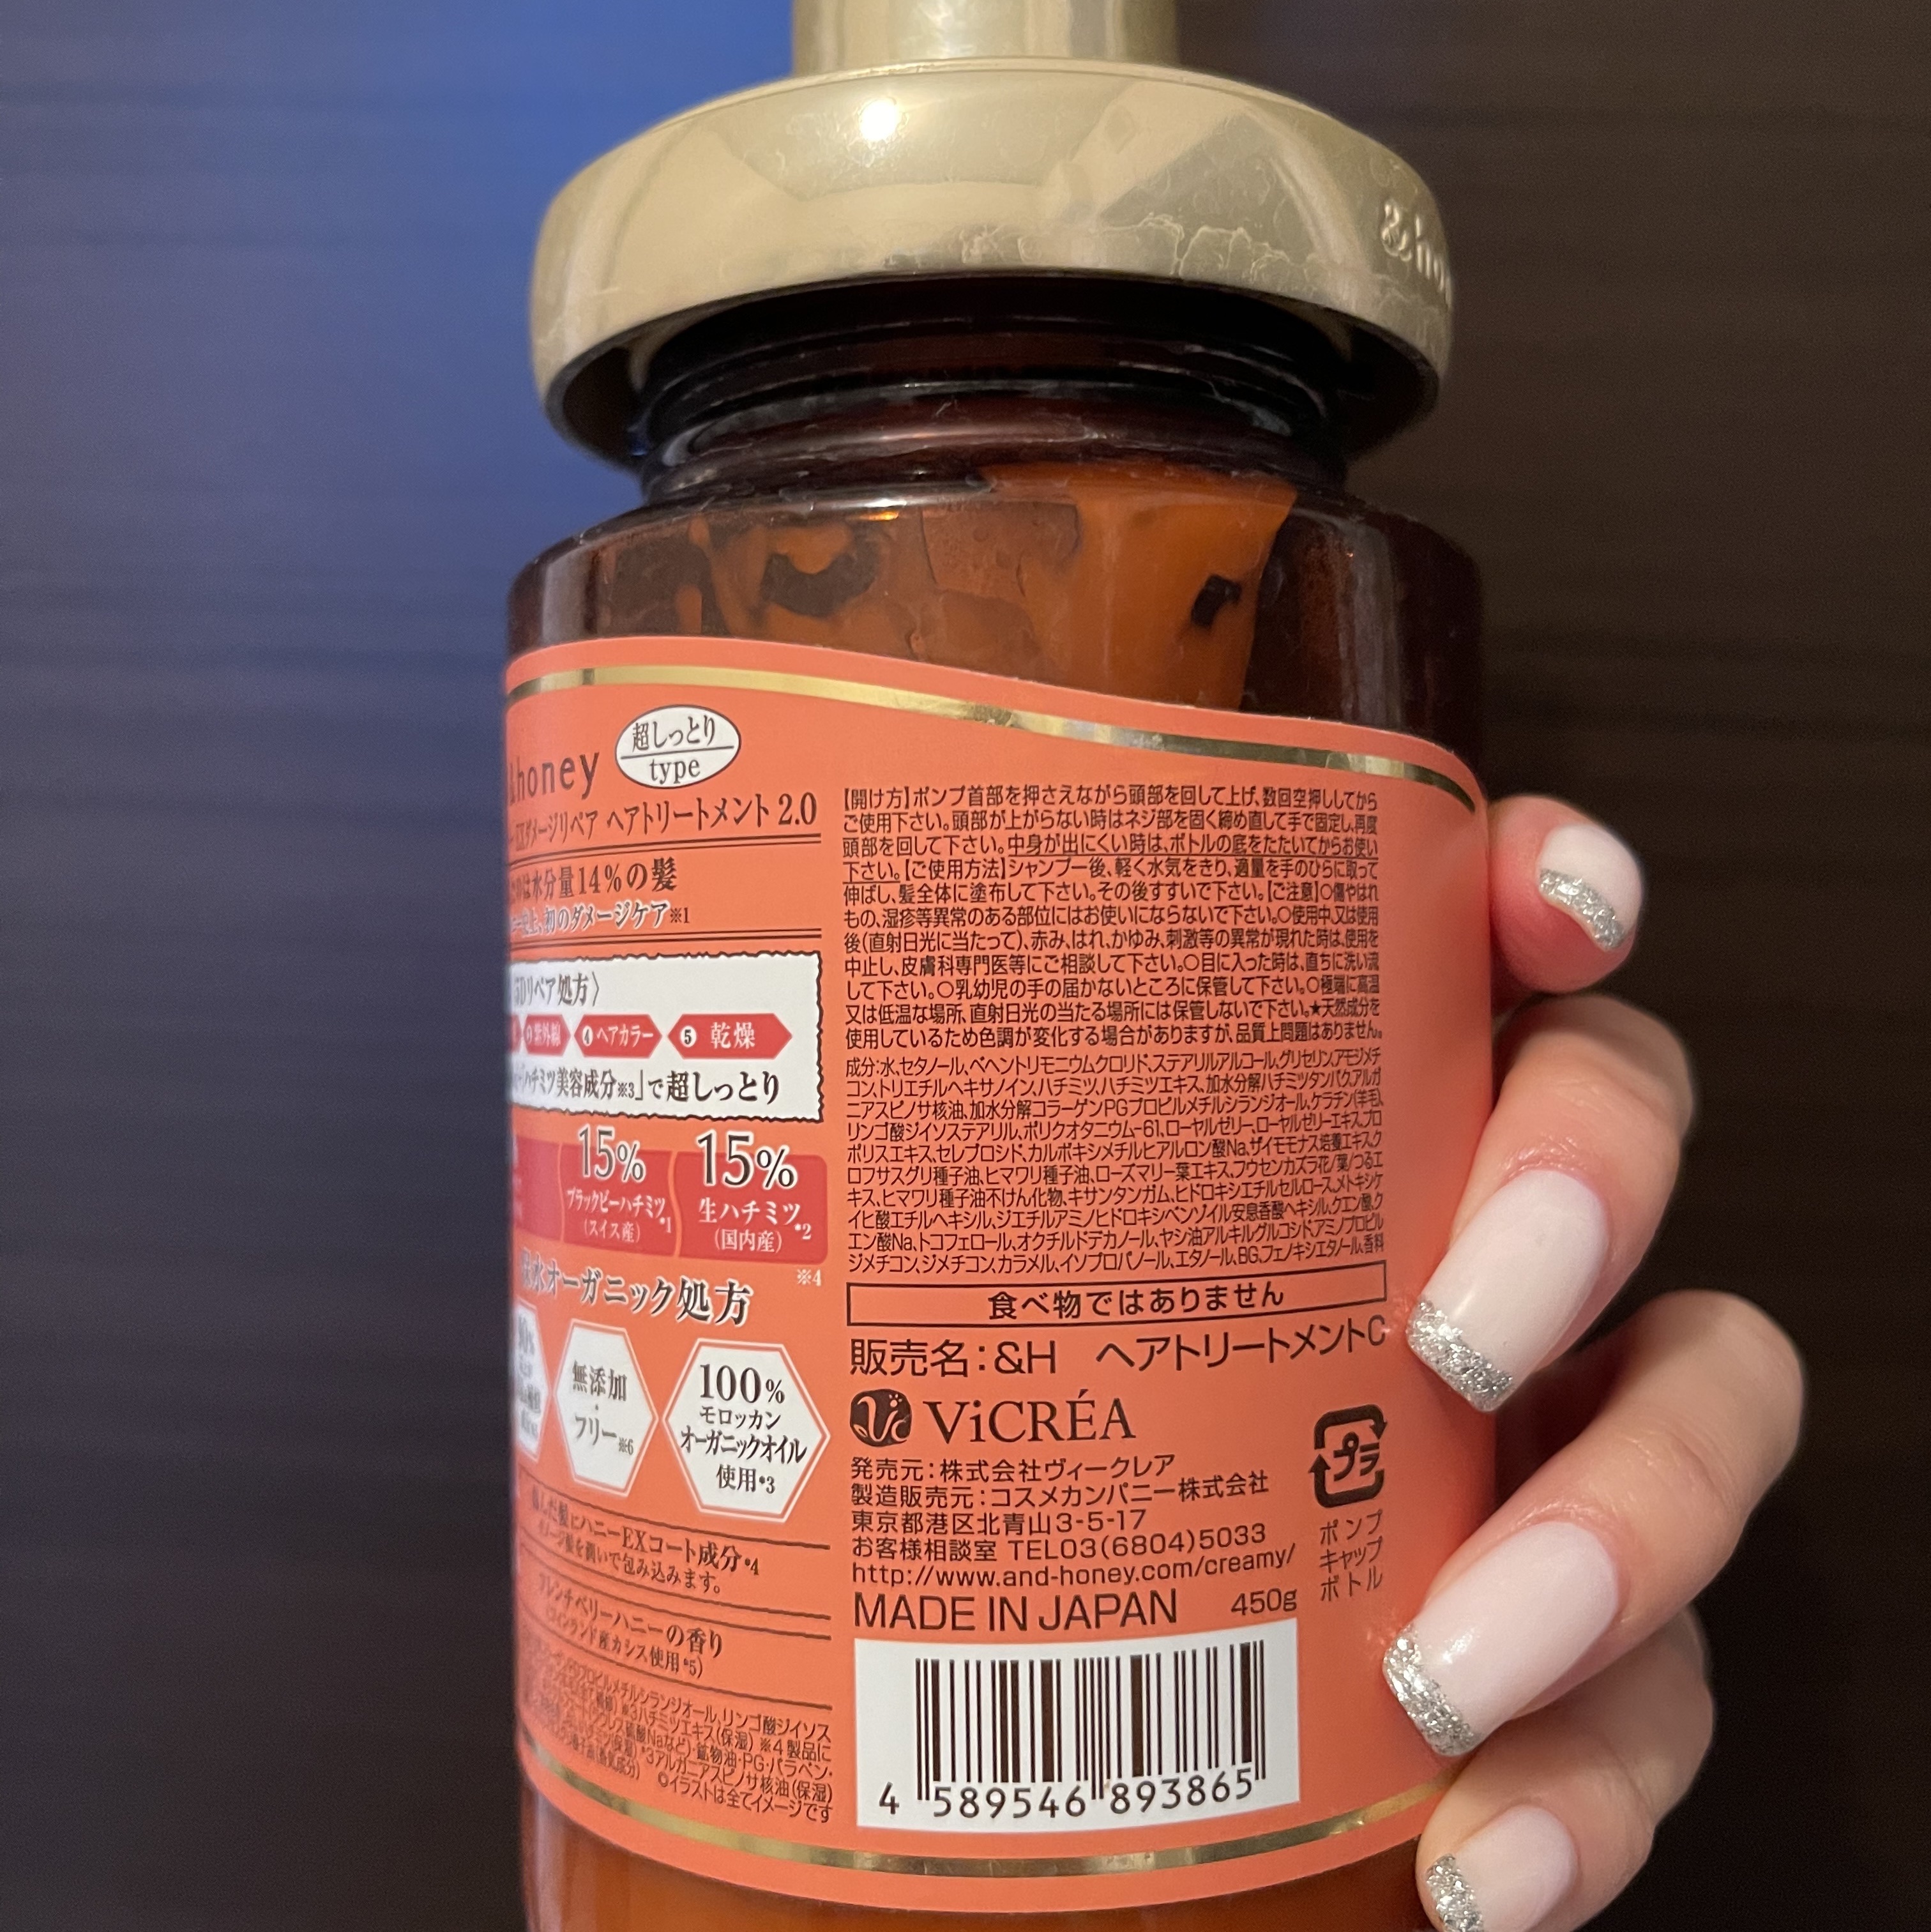 &ho
&honey
超しっとり
type
EXダメージリペア ヘアトリートメント 2.0
は水分量14%の髪
上、初のダメージケア※1
5Dリペア処方〉
紫外線 4 ヘアカラー 5 乾燥
ハチミツ美容成分※3」で超しっとり
15% 15%
ブラックビーハチミツ*1 生ハチミツ*2
(スイス産) (国内産)
※4
水オーガニック処方
無添加
・
フリー※6
100%
モロッカン
オーガニックオイル
使用*3
んだ髪にハニーEXコート成分*4
を剥いで包み込みます。
フレンチベリーハニーの香り
(フィンランド産カシス使用*5)
プロピルメチルシランジオール、リンゴ酸ジイソス
※3ハチミツエキス(保湿) ※4製品に
硫酸Naなど)・鉱物油・PG・パラベン・
*3アルガニアスピノサ核油(保湿)
©イラストは全てイメージです
【開け方】ポンプ首部を押さえながら頭部を回して上げ、数回空押ししてから
ご使用下さい。頭部が上がらない時はネジ部を固く締め直して手で固定し、再度
頭部を回して下さい。中身が出にくい時は、ボトルの底をたたいてからお使い
下さい。【ご使用方法】シャンプー後、軽く水気をきり、適量を手のひらに取って
伸ばし、髪全体に塗布して下さい。その後すすいで下さい。【ご注意】○傷やはれ
もの、湿疹等異常のある部位にはお使いにならないで下さい。○使用中、又は使用
後(直射日光に当たって)、赤み、はれ、かゆみ、刺激等の異常が現れた時は、使用を
中止し、皮膚科専門医等にご相談して下さい。○目に入った時は、直ちに洗い流
して下さい。○乳幼児の手の届かないところに保管して下さい。○極端に高温
又は低温な場所、直射日光の当たる場所には保管しないで下さい。★天然成分を
使用しているため色調が変化する場合がありますが、品質上問題はありません。
成分:水、セタノール、ベヘントリモニウムクロリド、ステアリルアルコール、グリセリン、アモジメチ
コン、トリエチルヘキサノイン、ハチミツ、ハチミツエキス、加水分解ハチミツタンパク、アルガ
ニアスピノサ核油、加水分解コラーゲンPGプロピルメチルシランジオール、ケラチン(羊毛)、
リンゴ酸ジイソステアリル、ポリクオタニウム-61、ローヤルゼリー、ローヤルゼリーエキス、プロ
ポリスエキス、セレブロシド、カルボキシメチルヒアルロン酸Na、ザイモモナス培養エキス、ク
ロフサスグリ種子油、ヒマワリ種子油、ローズマリー葉エキス、フウセンカズラ花/葉/つるエ
キス、ヒマワリ種子油不けん化物、キサンタンガム、ヒドロキシエチルセルロース、メトキシケ
イヒ酸エチルヘキシル、ジエチルアミノヒドロキシベンゾイル安息香酸ヘキシル、クエン酸、ク
エン酸Na、トコフェロール、オクチルドデカノール、ヤシ油アルキルグルコシド、アミノプロピル
ジメチコン、ジメチコン、カラメル、イソプロパノール、エタノール、BG、フェノキシエタノール、香料
食べ物ではありません
販売名:&H ヘアトリートメントC
ViCRÉA
発売元:株式会社ヴィークレア
製造販売元:コスメカンパニー株式会社
東京都港区北青山3-5-17
お客様相談室 TEL03(6804)5033
http://www.and-honey.com/creamy/
MADE IN JAPAN 450g
プラ
ポンプ
キャップ
ボトル
4 589546 893865